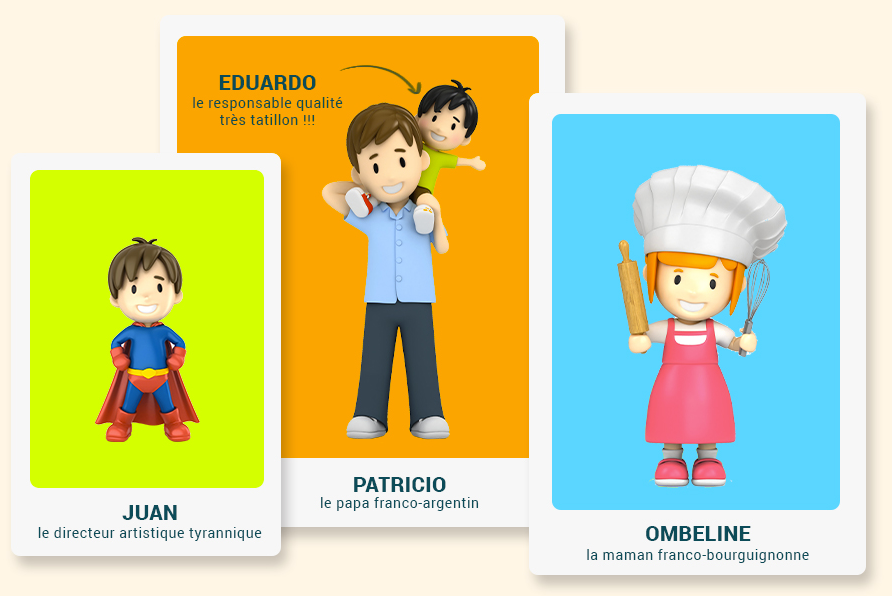 EDUARDO
le responsable qualité
très tatillon !!!
JUAN
le directeur artistique tyrannique
PATRICIO
le papa franco-argentin
OMBELINE
la maman franco-bourguignonne